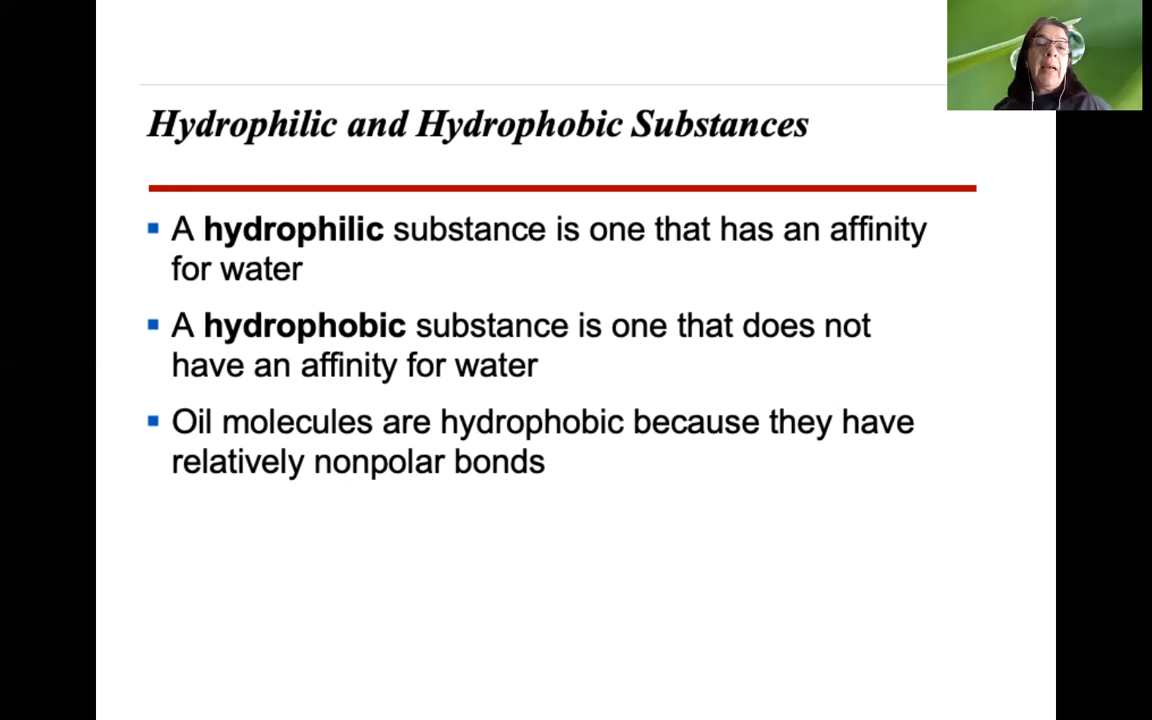 Hydrophilic and Hydrophobic Substances
A hydrophilic substance is one that has an affinity
for water
A hydrophobic substance is one that does not
have an affinity for water
Oil molecules are hydrophobic because they have
relatively nonpolar bonds